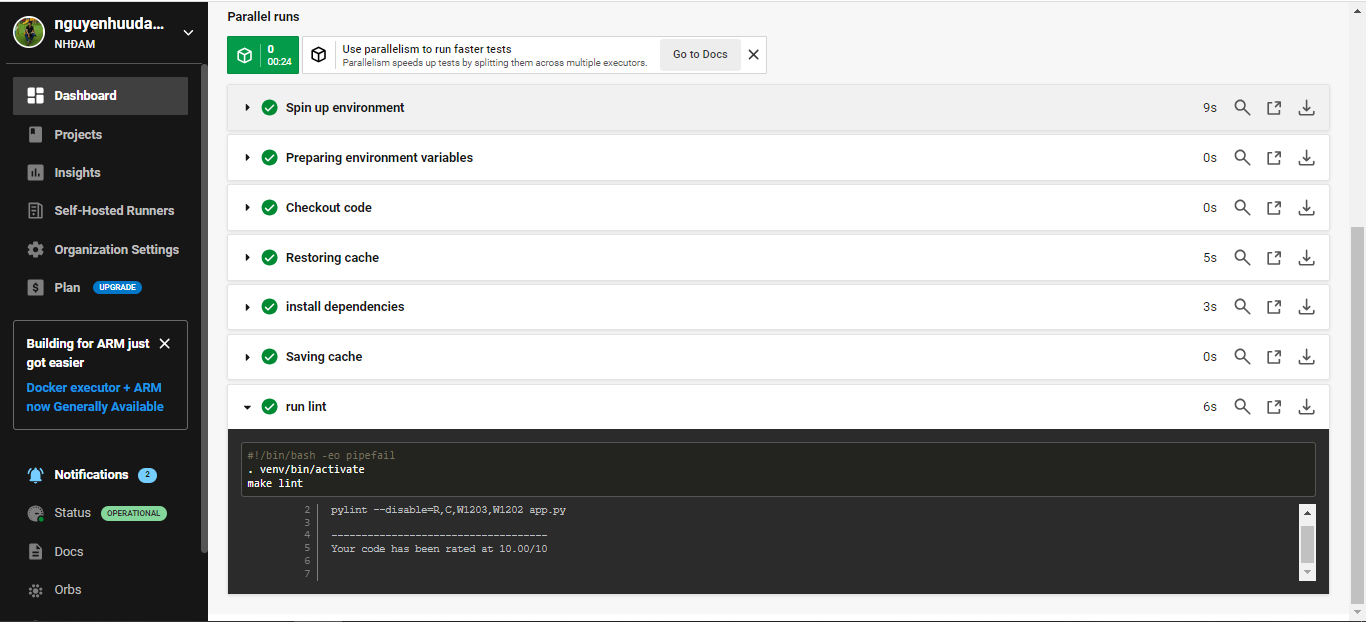 nguyenhuuda...
NHĐAM
Dashboard
Projects
Insights
Self-Hosted Runners
Organization Settings
Plan UPGRADE
Building for ARM just
got easier
Docker executor + ARM
now Generally Available
Notifications 2
Status OPERATIONAL
Docs
Orbs
Parallel runs
0
00:24
Use parallelism to run faster tests
Parallelism speeds up tests by splitting them across multiple executors.
Go to Docs
Spin up environment 9s
Preparing environment variables 0s
Checkout code 0s
Restoring cache 5s
install dependencies 3s
Saving cache 0s
run lint 6s
#!/bin/bash -eo pipefail
. venv/bin/activate
make lint
2 pylint --disable=R,C,W1203,W1202 app.py
3
4 ------------------------------------
5 Your code has been rated at 10.00/10
6
7